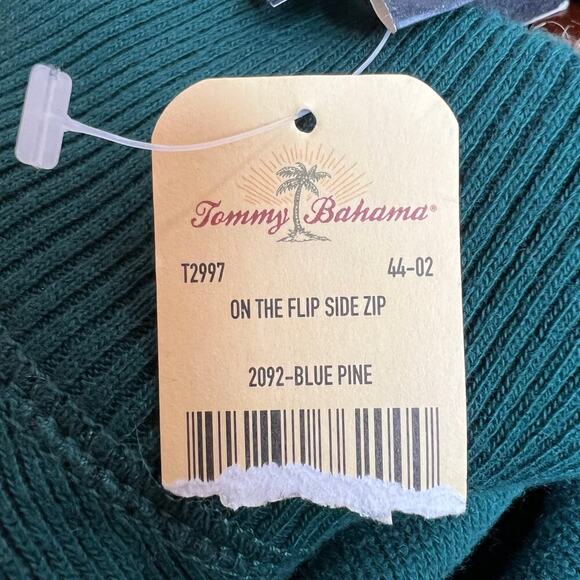 Tommy Bahama®
T2997 44-02
ON THE FLIP SIDE ZIP
2092-BLUE PINE